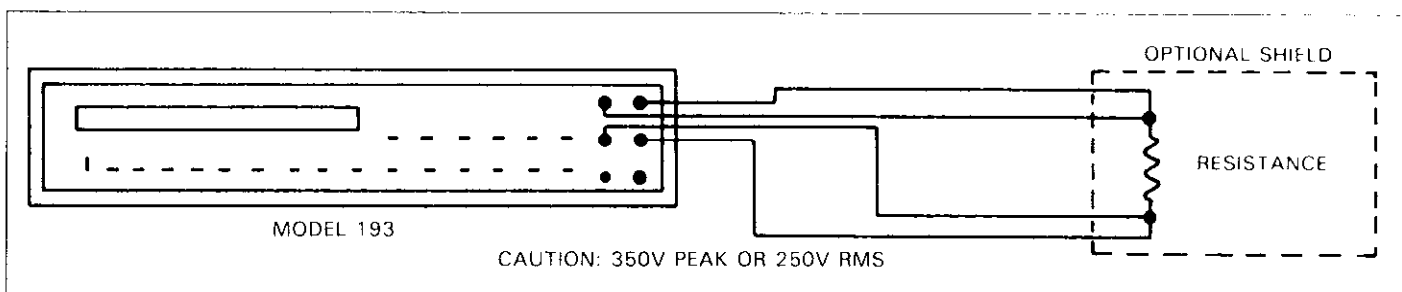 OPTIONAL SHIELD
RESISTANCE
MODEL 193
CAUTION: 350V PEAK OR 250V RMS